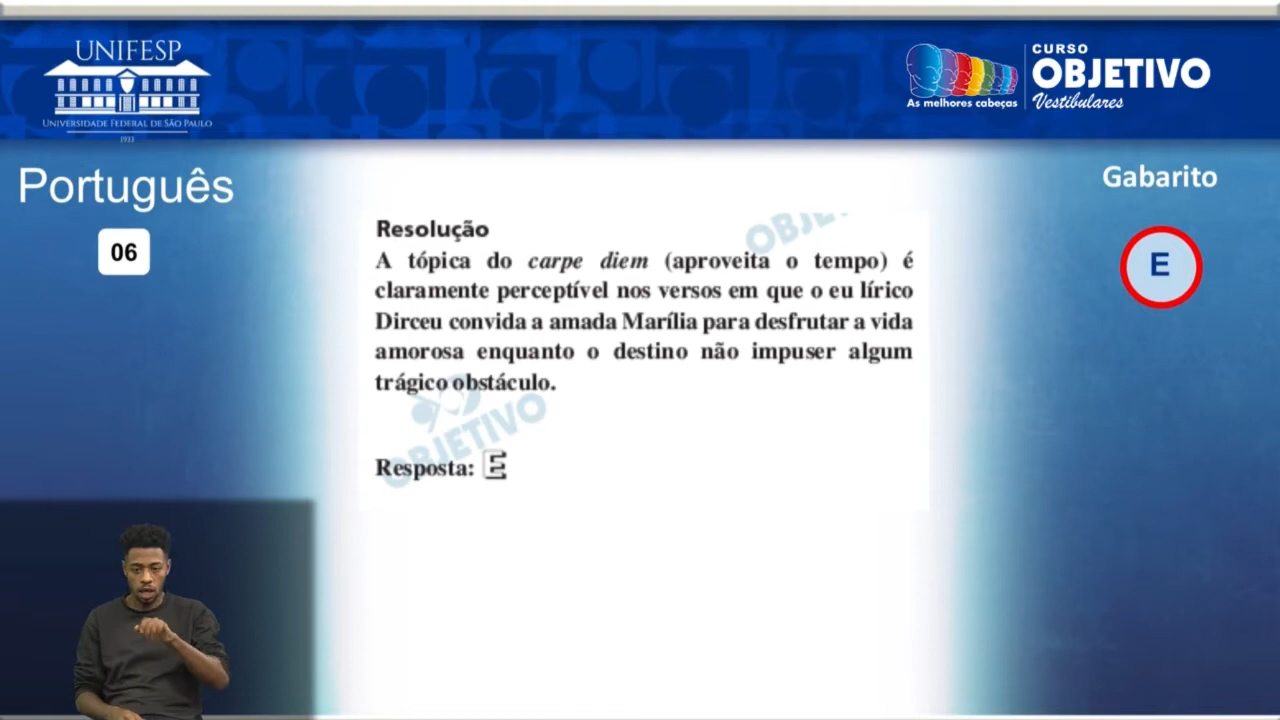 UNIFESP
UNIVERSIDADE FEDERAL DE SÃO PAULO
1933
CURSO
OBJETIVO
Vestibulares
As melhores cabeças
Português
06
Gabarito
E
Resolução
A tópica do carpe diem (aproveita o tempo) é
claramente perceptível nos versos em que o eu lírico
Dirceu convida a amada Marília para desfrutar a vida
amorosa enquanto o destino não impuser algum
trágico obstáculo.
Resposta: E
OBJETIVO